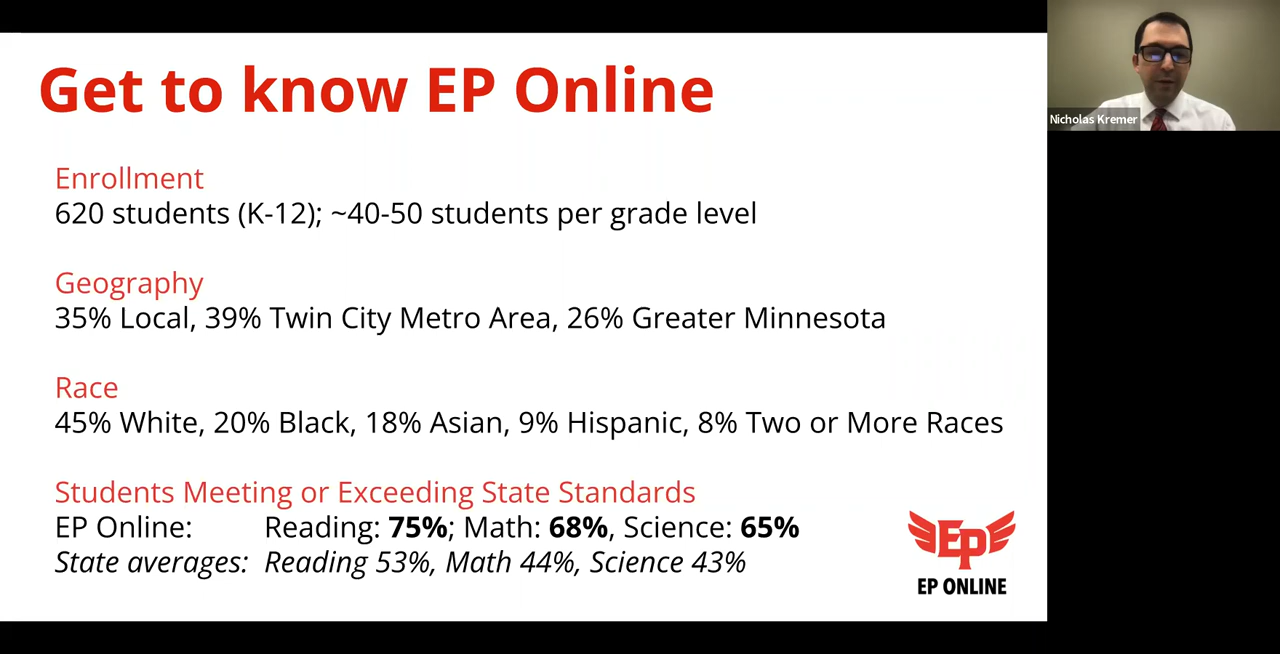 Get to know EP Online
Enrollment
620 students (K-12); ~40-50 students per grade level
Geography
35% Local, 39% Twin City Metro Area, 26% Greater Minnesota
Race
45% White, 20% Black, 18% Asian, 9% Hispanic, 8% Two or More Races
Students Meeting or Exceeding State Standards
EP Online: Reading: 75%; Math: 68%, Science: 65%
State averages: Reading 53%, Math 44%, Science 43%
EP
EP ONLINE
Nicholas Kremer